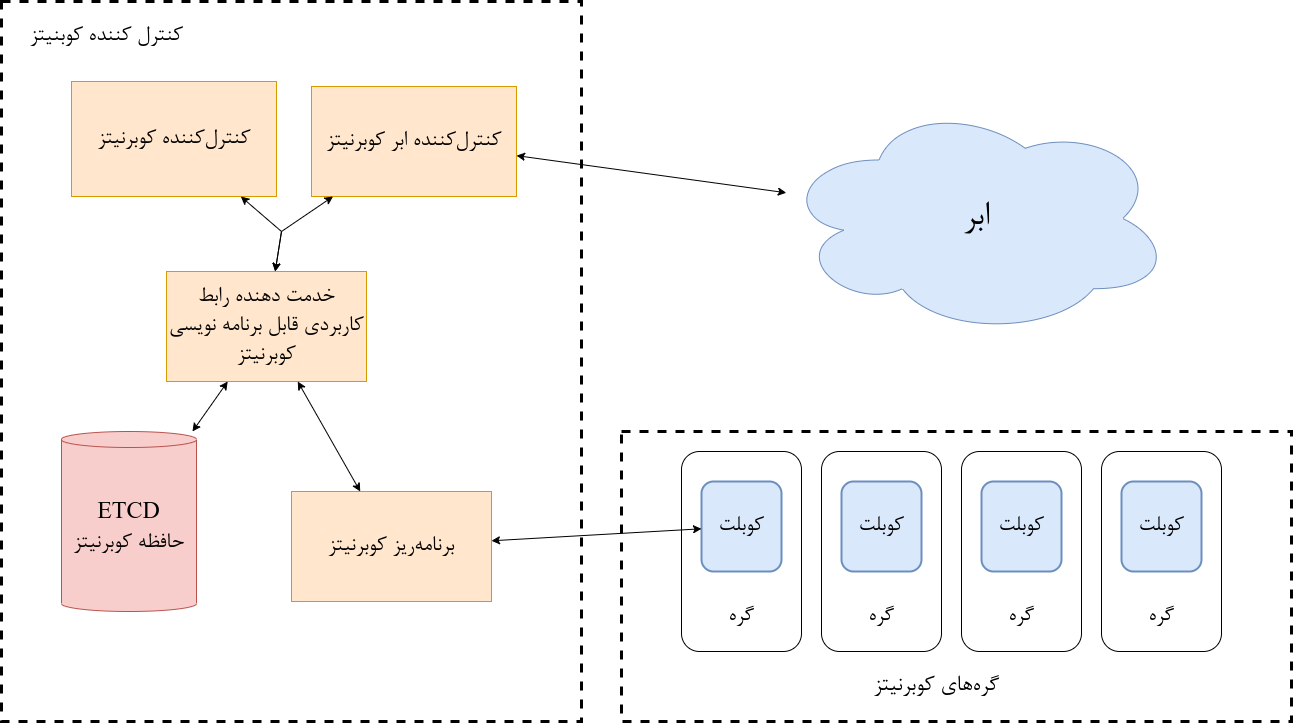 کنترل کننده کوبنیتز
کنترل‌کننده کوبرنیتز
کنترل‌کننده ابر کوبرنیتز
ابر
خدمت دهنده رابط
کاربردی قابل برنامه نویسی
کوبرنیتز
ETCD
حافظه کوبرنیتز
برنامه‌ریز کوبرنیتز
کوبلت
کوبلت
کوبلت
کوبلت
گره
گره
گره
گره
گره‌های کوبرنیتز